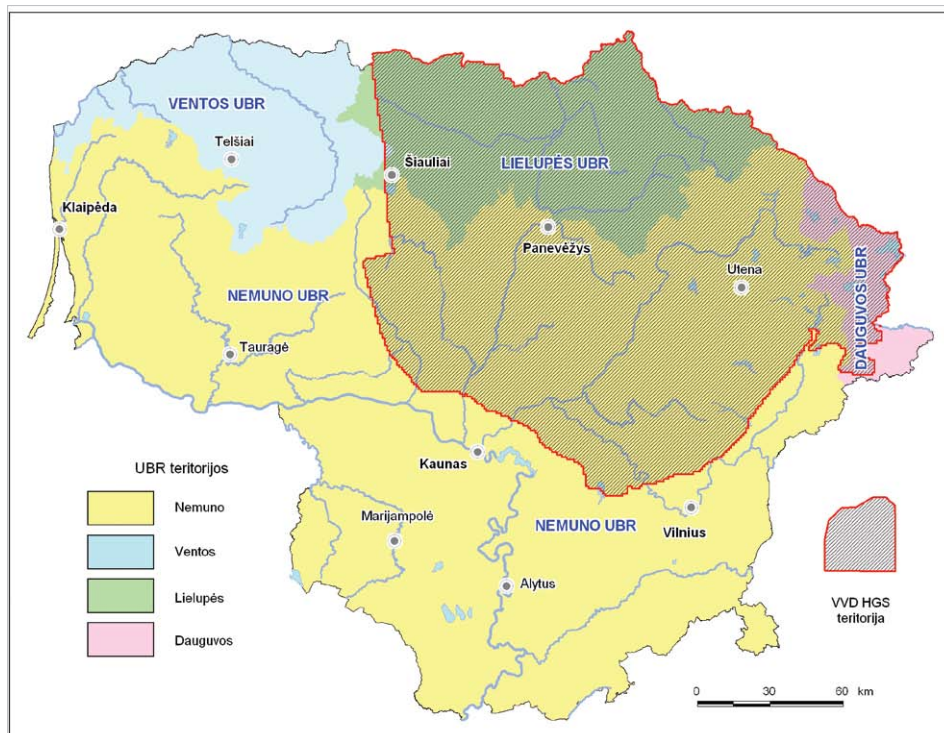 VENTOS UBR
Telšiai
Šiauliai
LIELUPĖS UBR
Klaipėda
Panevėžys
Utena
DAUGUVOS UBR
NEMUNO UBR
Tauragė
Kaunas
UBR teritorijos
Nemuno
Ventos
Lielupės
Dauguvos
Marijampolė
NEMUNO UBR
Vilnius
Alytus
VVD HGS
teritorija
0 30 60 km